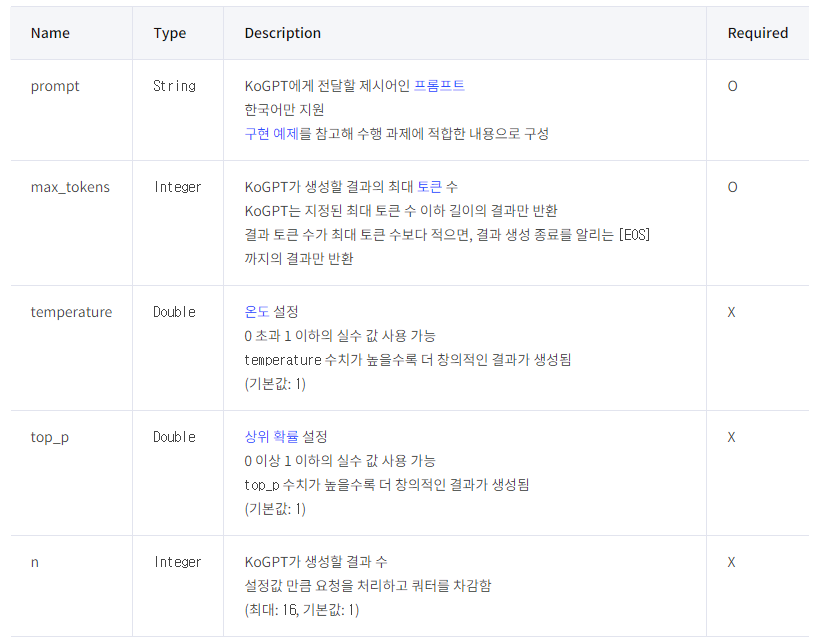 Name Type Description Required
prompt String KoGPT에게 전달할 제시어인 프롬프트 O
한국어만 지원
구현 예제를 참고해 수행 과제에 적합한 내용으로 구성
max_tokens Integer KoGPT가 생성할 결과의 최대 토큰 수 O
KoGPT는 지정된 최대 토큰 수 이하 길이의 결과만 반환
결과 토큰 수가 최대 토큰 수보다 적으면, 결과 생성 종료를 알리는 [EOS]
까지의 결과만 반환
temperature Double 온도 설정 X
0 초과 1 이하의 실수 값 사용 가능
temperature 수치가 높을수록 더 창의적인 결과가 생성됨
(기본값: 1)
top_p Double 상위 확률 설정 X
0 이상 1 이하의 실수 값 사용 가능
top_p 수치가 높을수록 더 창의적인 결과가 생성됨
(기본값: 1)
n Integer KoGPT가 생성할 결과 수 X
설정값 만큼 요청을 처리하고 쿼터를 차감함
(최대: 16, 기본값: 1)